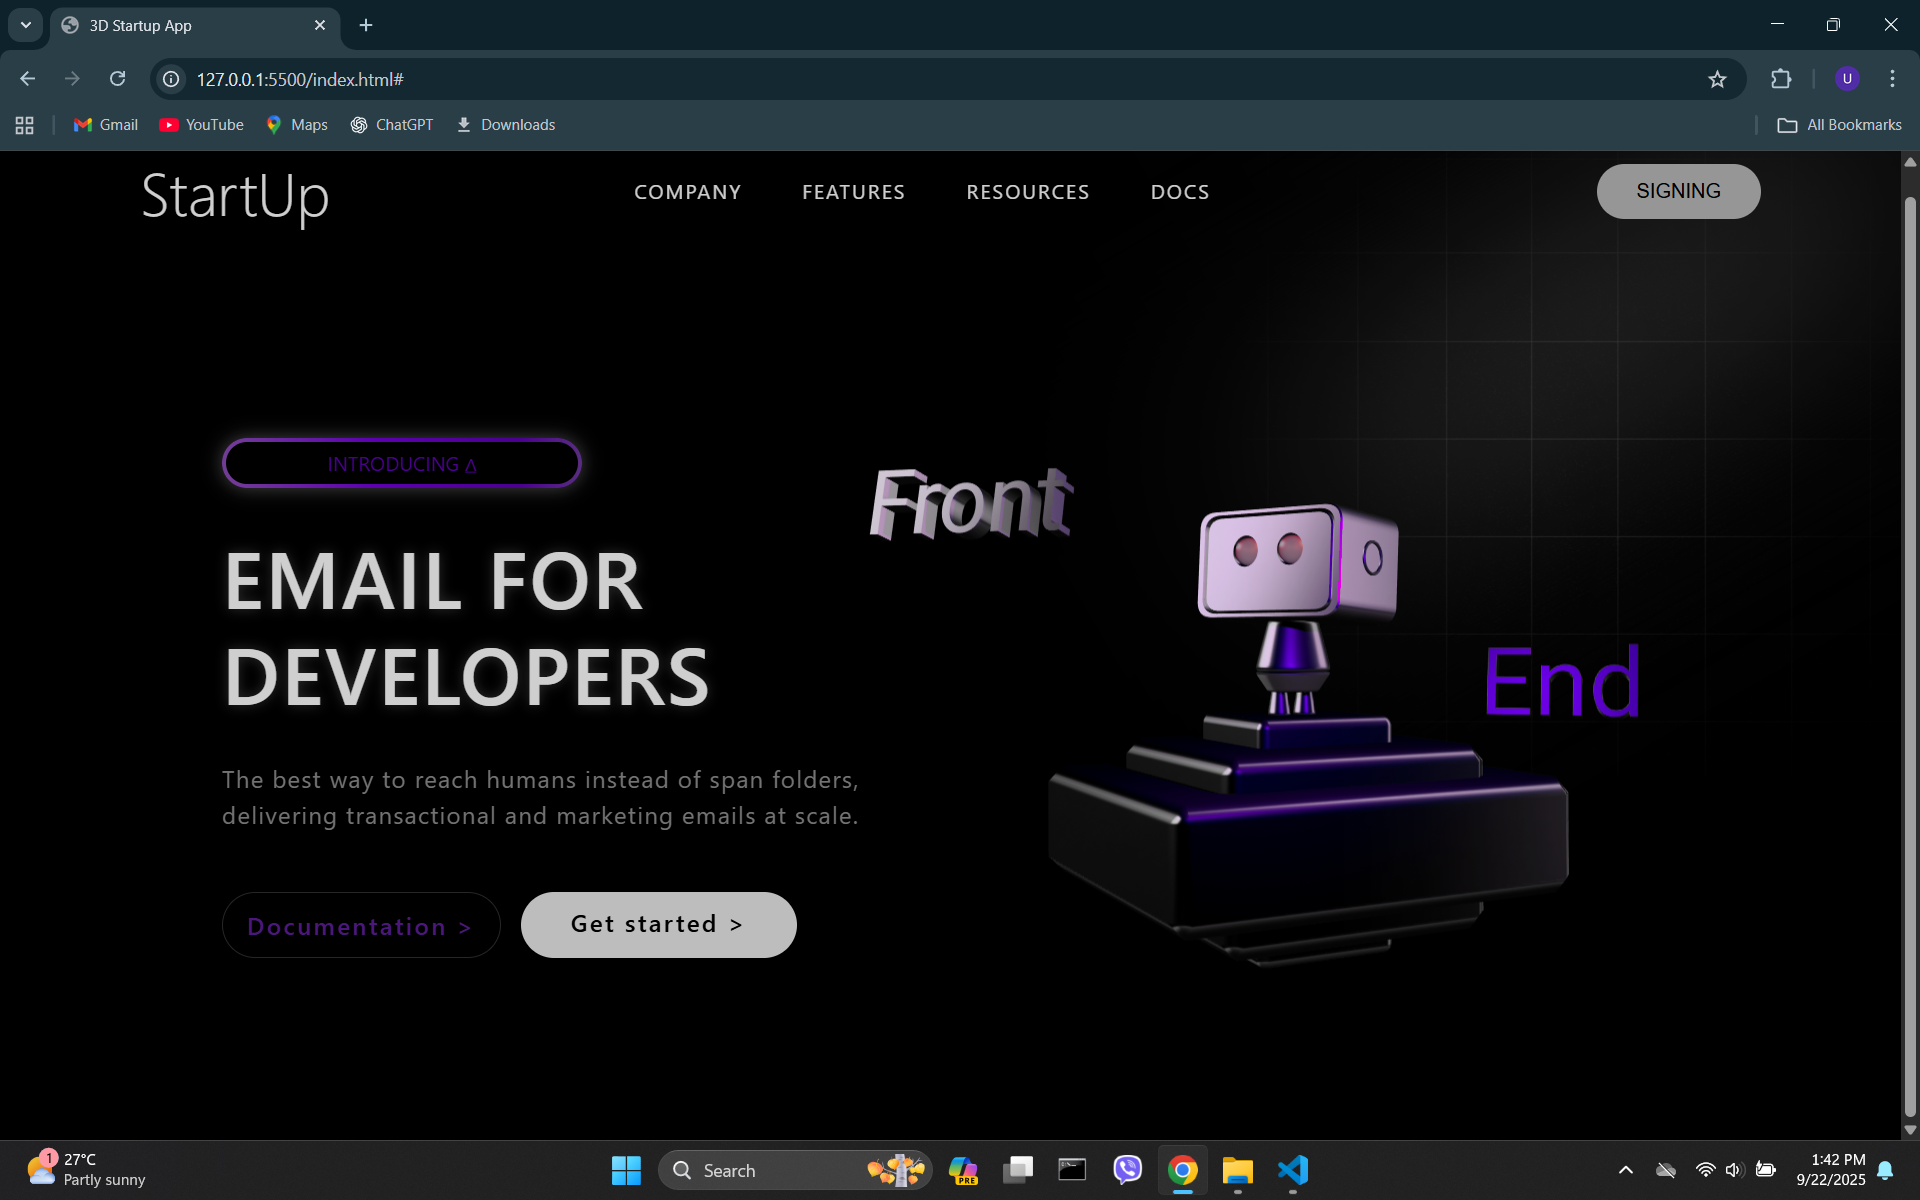 3D Startup App
127.0.0.1:5500/index.html#
Gmail
YouTube
Maps
ChatGPT
Downloads
All Bookmarks
StartUp
COMPANY
FEATURES
RESOURCES
DOCS
SIGNING
INTRODUCING Δ
Front
EMAIL FOR
DEVELOPERS
End
The best way to reach humans instead of span folders,
delivering transactional and marketing emails at scale.
Documentation >
Get started >
1
27°C
Partly sunny
Search
PRE
1:42 PM
9/22/2025
U